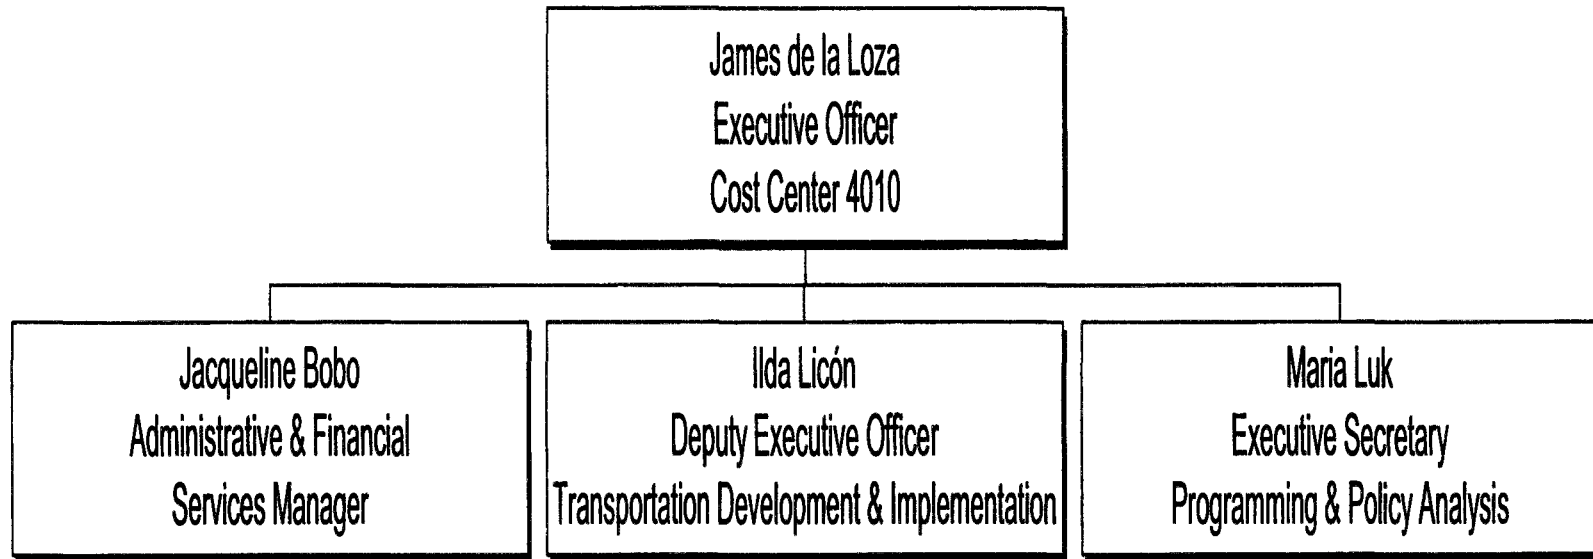 James de la Loza
Executive Officer
Cost Center 4010
Jacqueline Bobo
Administrative & Financial
Services Manager
Ilda Licón
Deputy Executive Officer
Transportation Development & Implementation
Maria Luk
Executive Secretary
Programming & Policy Analysis